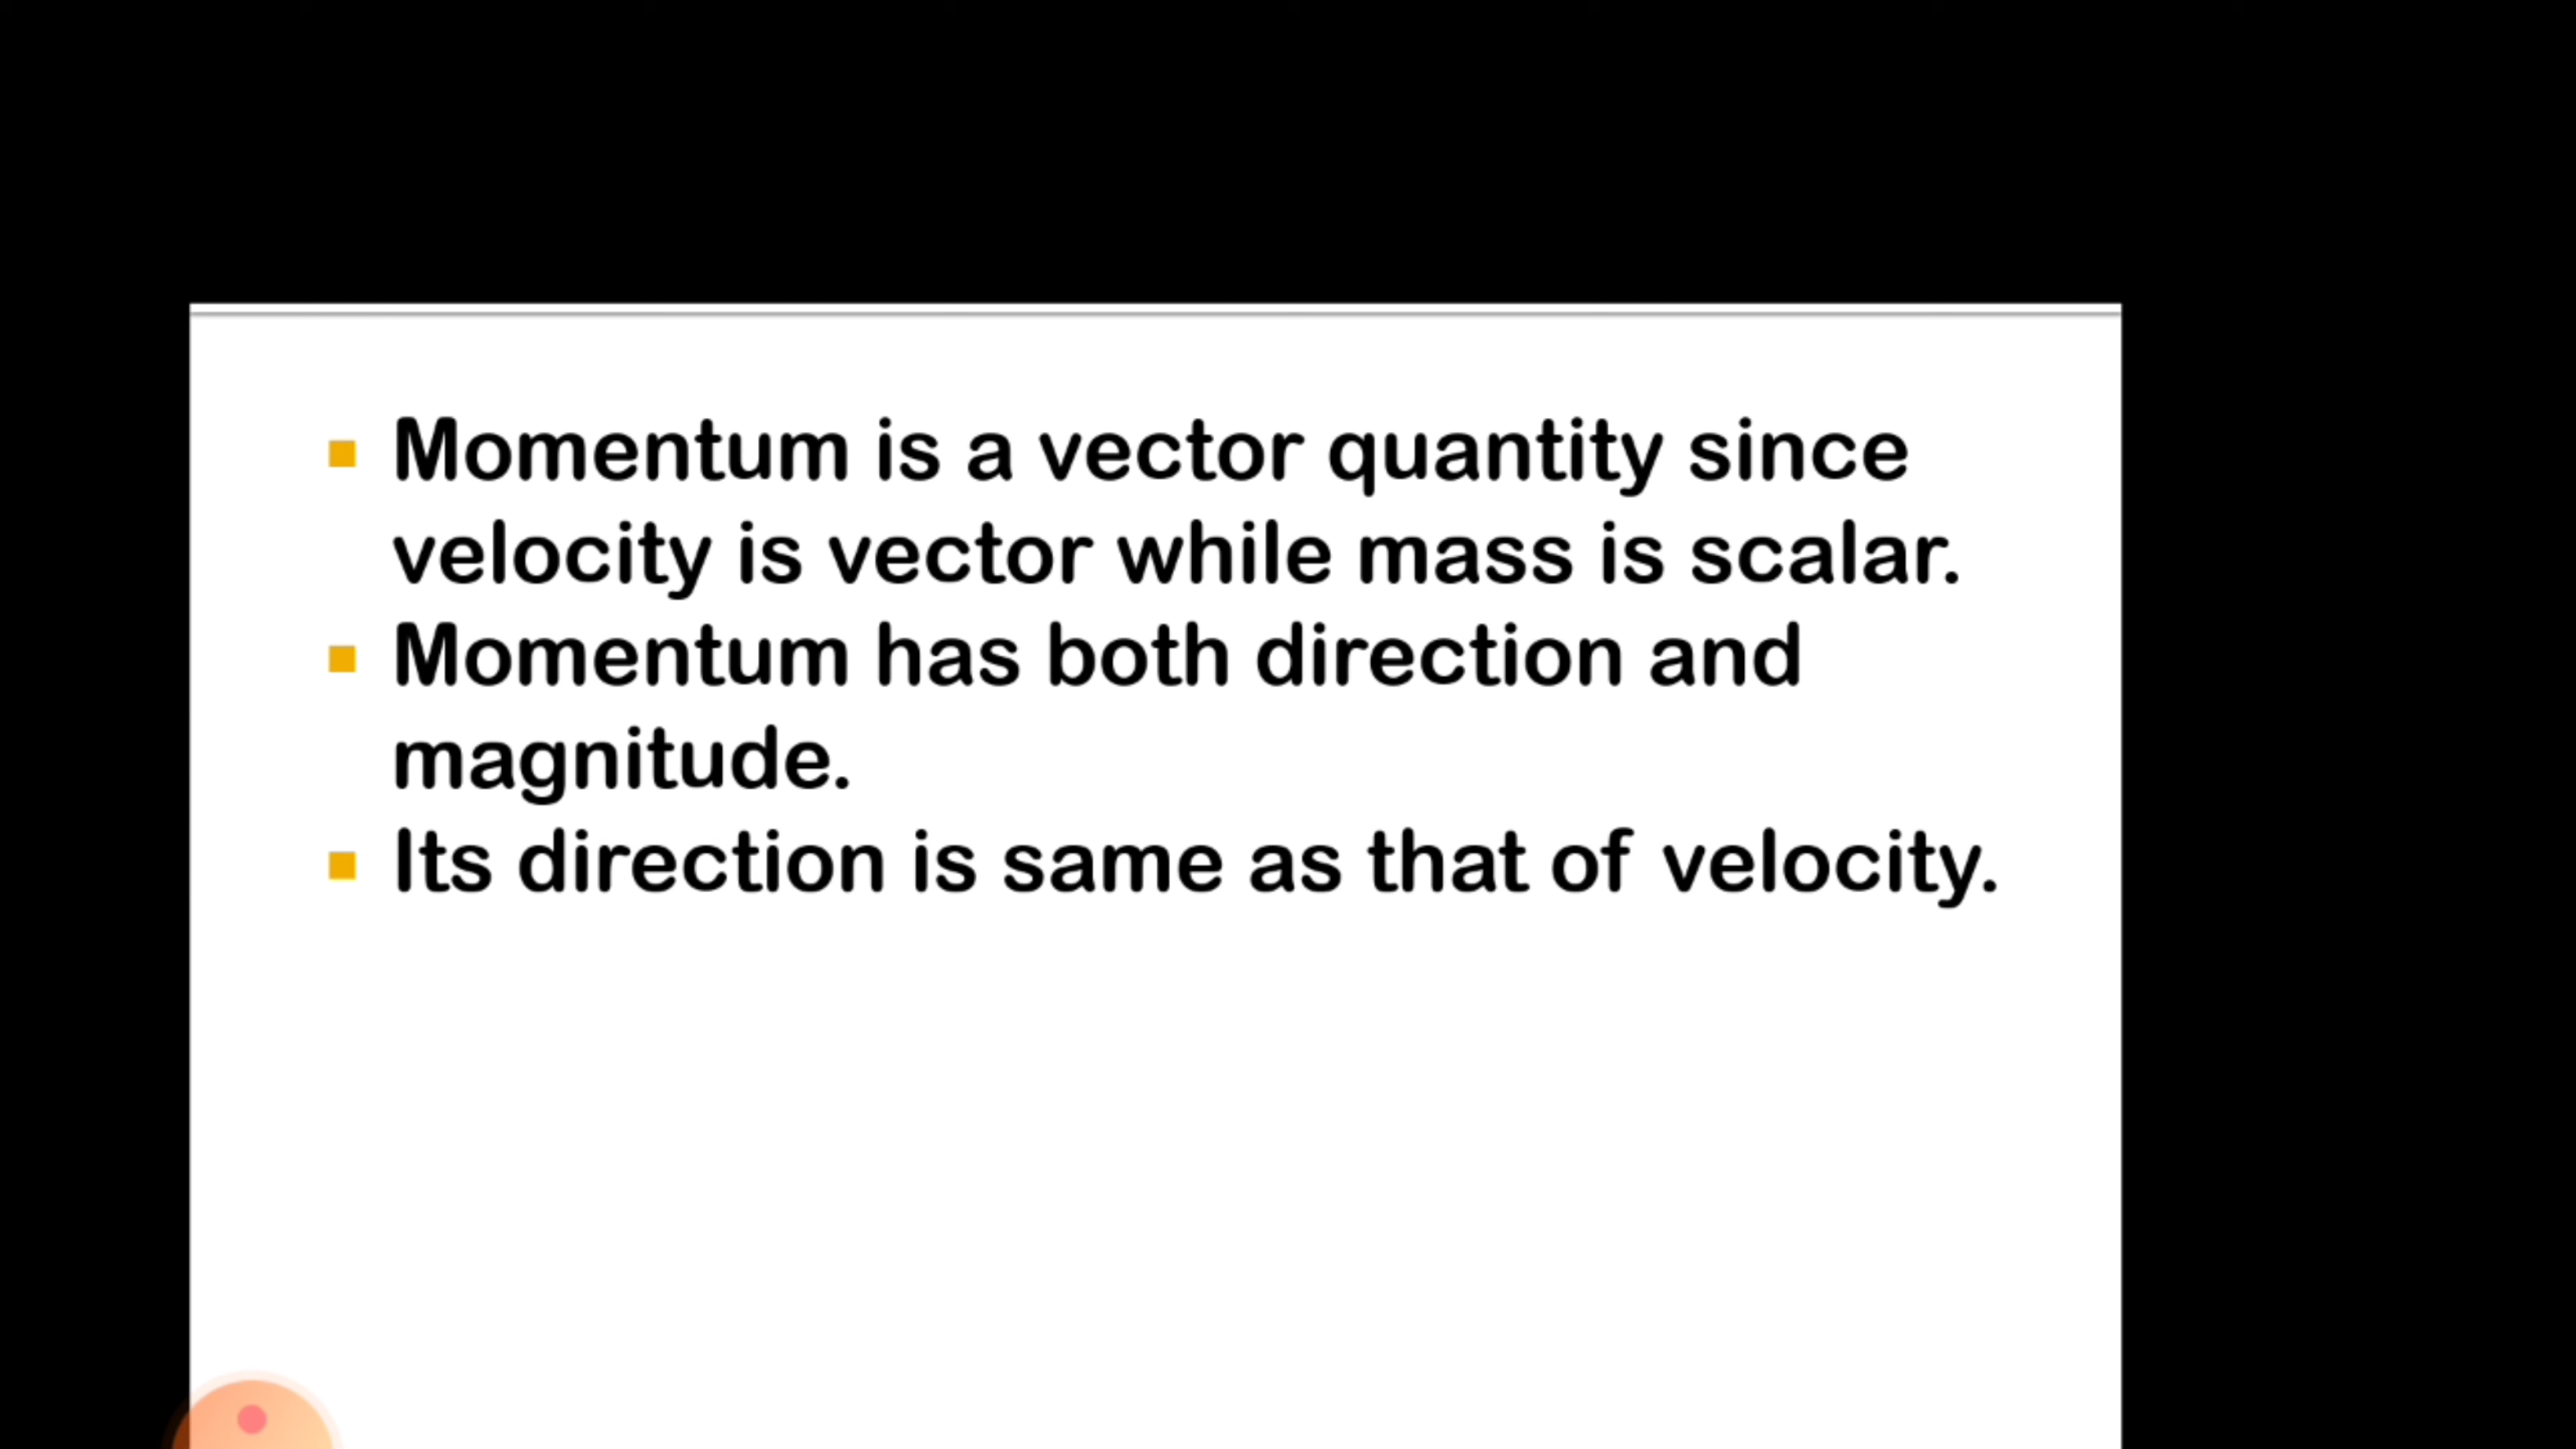 Momentum is a vector quantity since
velocity is vector while mass is scalar.
Momentum has both direction and
magnitude.
Its direction is same as that of velocity.